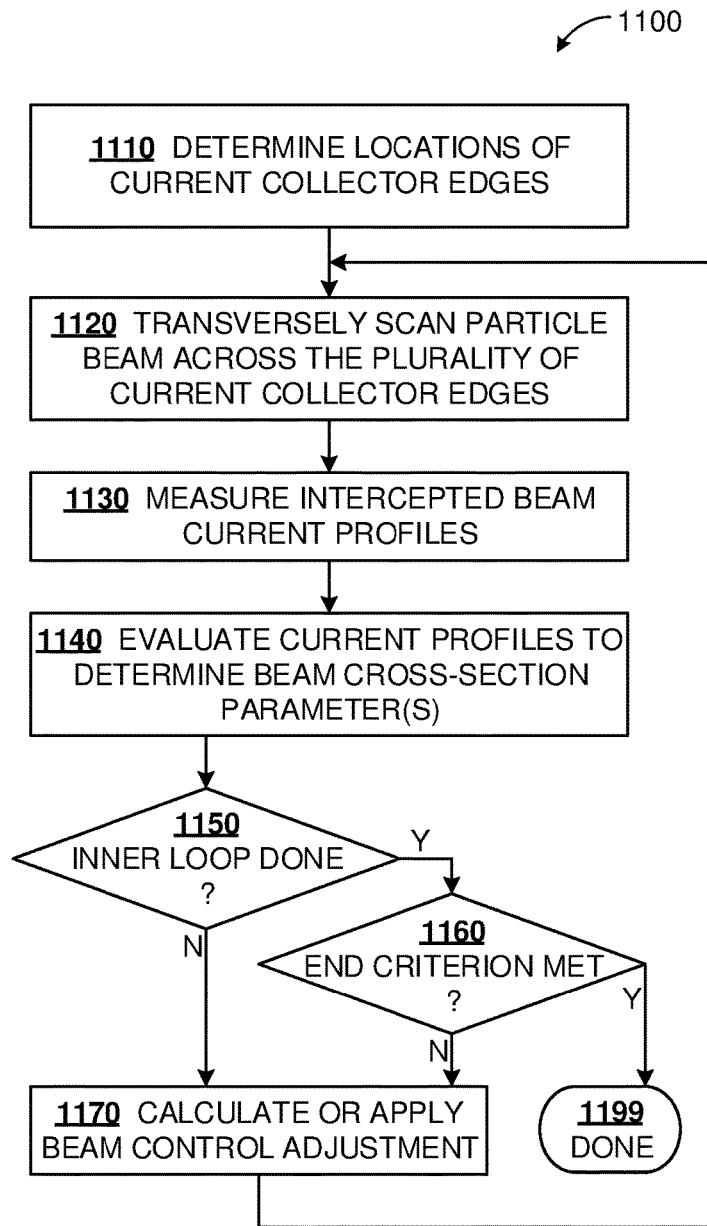 1100
1110 DETERMINE LOCATIONS OF
CURRENT COLLECTOR EDGES
1120 TRANSVERSELY SCAN PARTICLE
BEAM ACROSS THE PLURALITY OF
CURRENT COLLECTOR EDGES
1130 MEASURE INTERCEPTED BEAM
CURRENT PROFILES
1140 EVALUATE CURRENT PROFILES TO
DETERMINE BEAM CROSS-SECTION
PARAMETER(S)
1150
INNER LOOP DONE
?
Y
N
1160
END CRITERION MET
?
Y
N
1170 CALCULATE OR APPLY
BEAM CONTROL ADJUSTMENT
1199
DONE